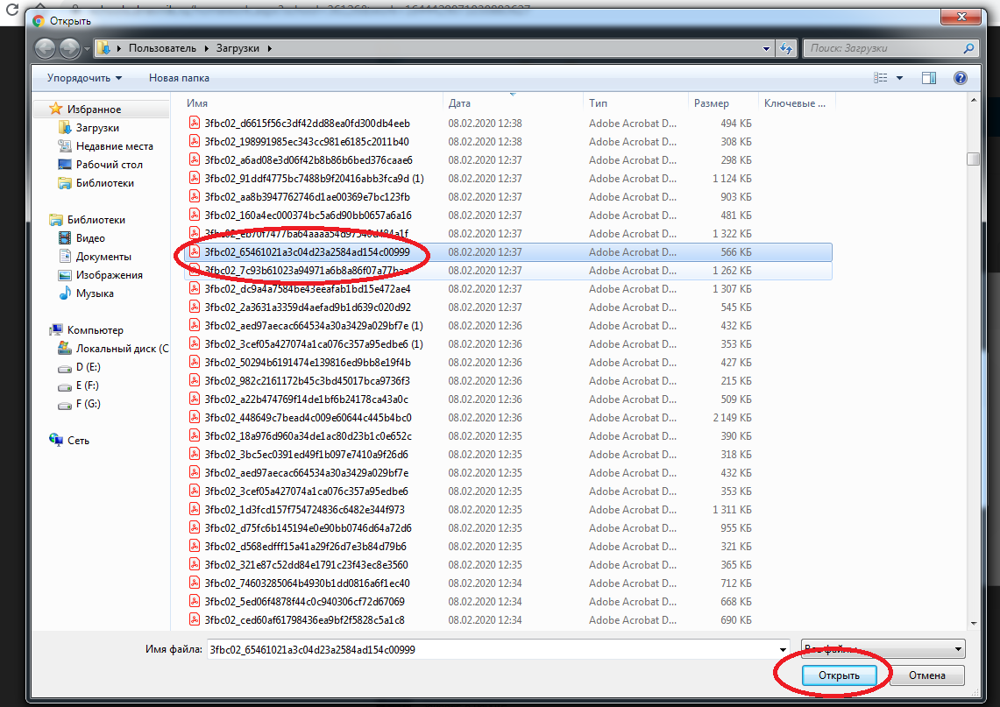 Открыть
Пользователь
Загрузки
Поиск: Загрузки
Упорядочить
Новая папка
Избранное
Загрузки
Недавние места
Рабочий стол
Библиотеки
Библиотеки
Видео
Документы
Изображения
Музыка
Компьютер
Локальный диск (C
D (E:)
E (F:)
F (G:)
Сеть
Имя Дата Тип Размер Ключевые ...
3fbc02_d6615f56c3df42dd88ea0fd300db4eeb 08.02.2020 12:38 Adobe Acrobat D... 494 КБ
3fbc02_198991985ec343cc981e6185c2011b40 08.02.2020 12:38 Adobe Acrobat D... 308 КБ
3fbc02_a6ad08e3d06f42b8b86b6bed376caae6 08.02.2020 12:37 Adobe Acrobat D... 298 КБ
3fbc02_91ddf4775bc7488b9f20416abb3fca9d (1) 08.02.2020 12:37 Adobe Acrobat D... 1 124 КБ
3fbc02_aa8b3947762746d1ae00369e7bc123fb 08.02.2020 12:37 Adobe Acrobat D... 903 КБ
3fbc02_160a4ec000374bc5a6d90bb0657a6a16 08.02.2020 12:37 Adobe Acrobat D... 481 КБ
08.02.2020 12:37 Adobe Acrobat D... 1 322 КБ
3fbc02_65461021a3c04d23a2584ad154c00999 08.02.2020 12:37 Adobe Acrobat D... 566 КБ
08.02.2020 12:37 Adobe Acrobat D... 1 262 КБ
3fbc02_dc9a4a7584be43eeafab1bd15e472ae4 08.02.2020 12:37 Adobe Acrobat D... 1 307 КБ
3fbc02_2a3631a3359d4aefad9b1d639c020d92 08.02.2020 12:37 Adobe Acrobat D... 545 КБ
3fbc02_aed97aecac664534a30a3429a029bf7e (1) 08.02.2020 12:36 Adobe Acrobat D... 432 КБ
3fbc02_3cef05a427074a1ca076c357a95edbe6 (1) 08.02.2020 12:36 Adobe Acrobat D... 353 КБ
3fbc02_50294b6191474e139816ed9bb8e19f4b 08.02.2020 12:36 Adobe Acrobat D... 427 КБ
3fbc02_982c2161172b45c3bd45017bca9736f3 08.02.2020 12:36 Adobe Acrobat D... 215 КБ
3fbc02_a22b474769f14de1bf6b24178ca43a0c 08.02.2020 12:36 Adobe Acrobat D... 509 КБ
3fbc02_448649c7bead4c009e60644c445b4bc0 08.02.2020 12:36 Adobe Acrobat D... 2 149 КБ
3fbc02_18a976d960a34de1ac80d23b1c0e652c 08.02.2020 12:35 Adobe Acrobat D... 390 КБ
3fbc02_3bc5ec0391ed49f1b097e7410a9f26d6 08.02.2020 12:35 Adobe Acrobat D... 318 КБ
3fbc02_aed97aecac664534a30a3429a029bf7e 08.02.2020 12:35 Adobe Acrobat D... 432 КБ
3fbc02_3cef05a427074a1ca076c357a95edbe6 08.02.2020 12:35 Adobe Acrobat D... 353 КБ
3fbc02_1d3fcd157f754724836c6482e344f973 08.02.2020 12:35 Adobe Acrobat D... 1 311 КБ
3fbc02_d75fc6b145194e0e90bb0746d64a72d6 08.02.2020 12:35 Adobe Acrobat D... 955 КБ
3fbc02_d568edfff15a41a29f26d7e3b84d79b6 08.02.2020 12:35 Adobe Acrobat D... 321 КБ
3fbc02_321e87c52dd84e1791c23f43ec8e3560 08.02.2020 12:35 Adobe Acrobat D... 365 КБ
3fbc02_74603285064b4930b1dd0816a6f1ec40 08.02.2020 12:34 Adobe Acrobat D... 712 КБ
3fbc02_5ed06f4878f44c0c940306cf72d67069 08.02.2020 12:34 Adobe Acrobat D... 668 КБ
3fbc02_ced60af61798436ea9bf2f5828c5a1c8 08.02.2020 12:34 Adobe Acrobat D... 690 КБ
Имя файла: 3fbc02_65461021a3c04d23a2584ad154c00999
Открыть
Отмена